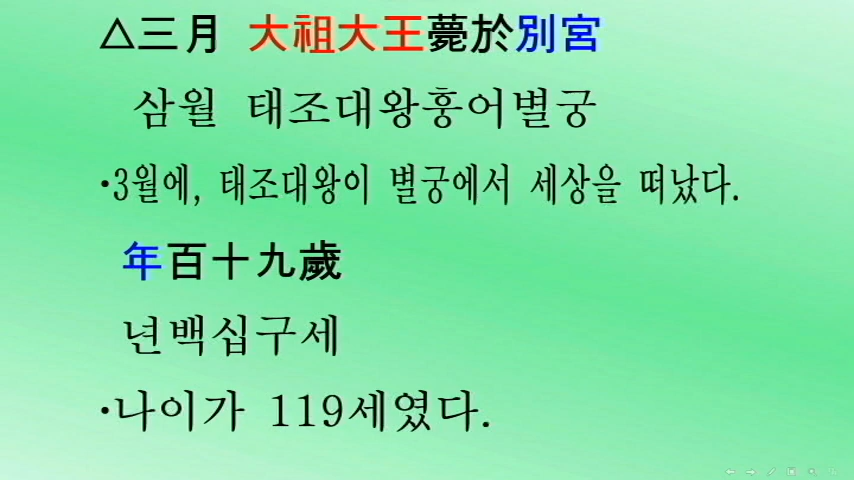 △三月 大祖大王薨於別宮
삼월 태조대왕훙어별궁
·3월에, 태조대왕이 별궁에서 세상을 떠났다.
年百十九歲
년백십구세
·나이가 119세였다.